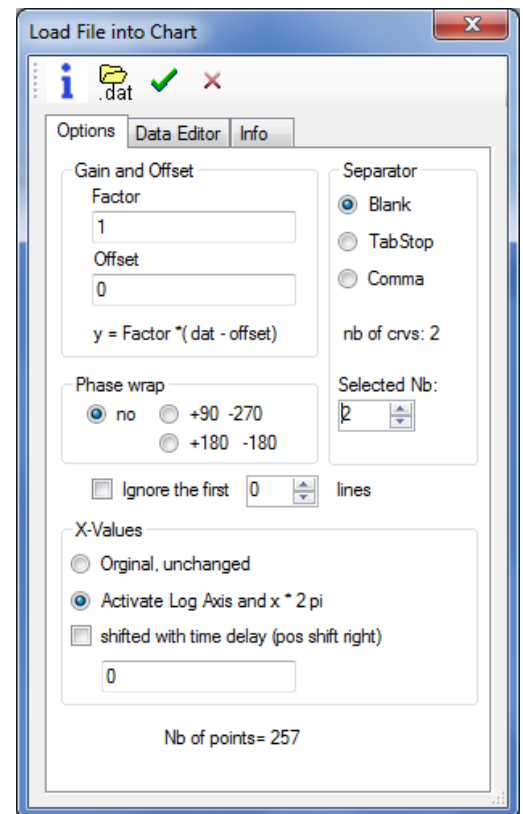 Load File into Chart
x
i
.dat
Options
Data Editor
Info
Gain and Offset
Factor
1
Offset
0
y = Factor *( dat - offset)
Separator
Blank
TabStop
Comma
nb of crvs: 2
Phase wrap
no
+90 -270
+180 -180
Selected Nb:
2
Ignore the first
0
lines
X-Values
Orginal, unchanged
Activate Log Axis and x * 2 pi
shifted with time delay (pos shift right)
0
Nb of points= 257